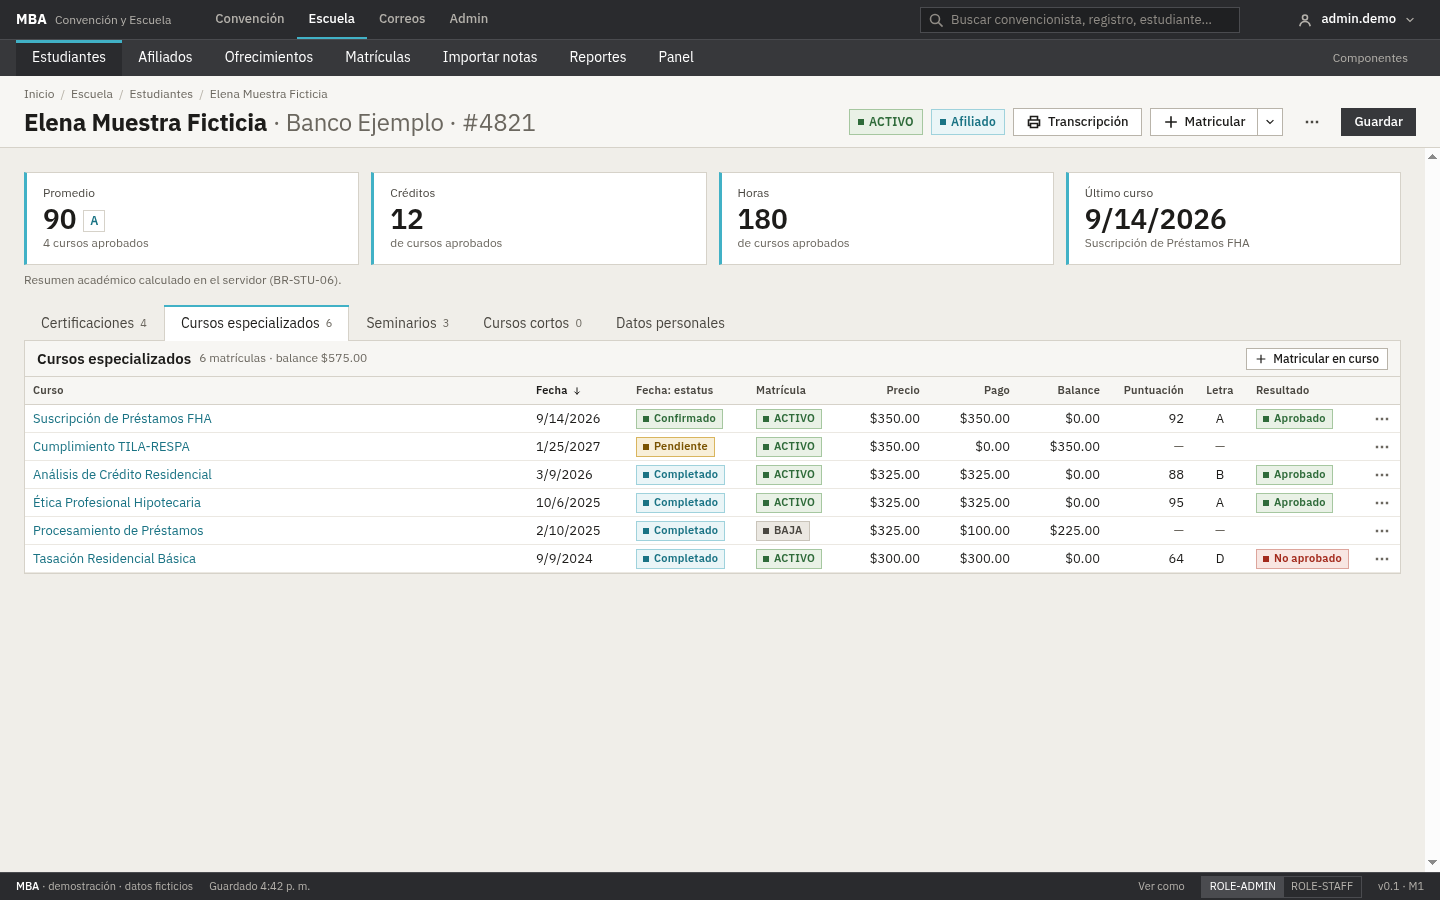 MBA Convención y Escuela Convención Escuela Correos Admin Buscar convencionista, registro, estudiante... admin.demo
Estudiantes Afiliados Ofrecimientos Matrículas Importar notas Reportes Panel Componentes
Inicio / Escuela / Estudiantes / Elena Muestra Ficticia
Elena Muestra Ficticia · Banco Ejemplo · #4821 ACTIVO Afiliado Transcripción Matricular Guardar
Promedio Créditos Horas Último curso
90 A 12 180 9/14/2026
4 cursos aprobados de cursos aprobados de cursos aprobados Suscripción de Préstamos FHA
Resumen académico calculado en el servidor (BR-STU-06).
Certificaciones 4 Cursos especializados 6 Seminarios 3 Cursos cortos 0 Datos personales
Cursos especializados 6 matrículas · balance $575.00 Matricular en curso
Curso Fecha ↓ Fecha: estatus Matrícula Precio Pago Balance Puntuación Letra Resultado
Suscripción de Préstamos FHA 9/14/2026 Confirmado ACTIVO $350.00 $350.00 $0.00 92 A Aprobado
Cumplimiento TILA-RESPA 1/25/2027 Pendiente ACTIVO $350.00 $0.00 $350.00 — —
Análisis de Crédito Residencial 3/9/2026 Completado ACTIVO $325.00 $325.00 $0.00 88 B Aprobado
Ética Profesional Hipotecaria 10/6/2025 Completado ACTIVO $325.00 $325.00 $0.00 95 A Aprobado
Procesamiento de Préstamos 2/10/2025 Completado BAJA $325.00 $100.00 $225.00 — —
Tasación Residencial Básica 9/9/2024 Completado ACTIVO $300.00 $300.00 $0.00 64 D No aprobado
MBA · demostración · datos ficticios Guardado 4:42 p. m. Ver como ROLE-ADMIN ROLE-STAFF v0.1 · M1